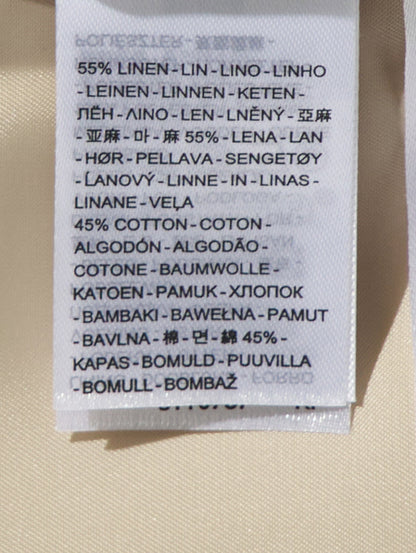 55% LINEN-LIN-LINO-LINHO
-LEINEN-LINNEN-KETEN-
ЛЁН-ΛΙΝΟ-LEN-LNĚNÝ-亞麻
-亚麻-마-麻 55%-LENA-LAN
-HØR-PELLAVA-SENGETØY
-ĽANOVÝ-LINNE-IN-LINAS-
LINANE-VEĻA
45% COTTON-COTON-
ALGODÓN-ALGODÃO-
COTONE-BAUMWOLLE-
KATOEN-PAMUK-ХЛОПОК
-BAMBAKI-BAWEŁNA-PAMUT
-BAVLNA-棉-면-綿 45%-
KAPAS-BOMULD-PUUVILLA
-BOMULL-BOMBAŽ